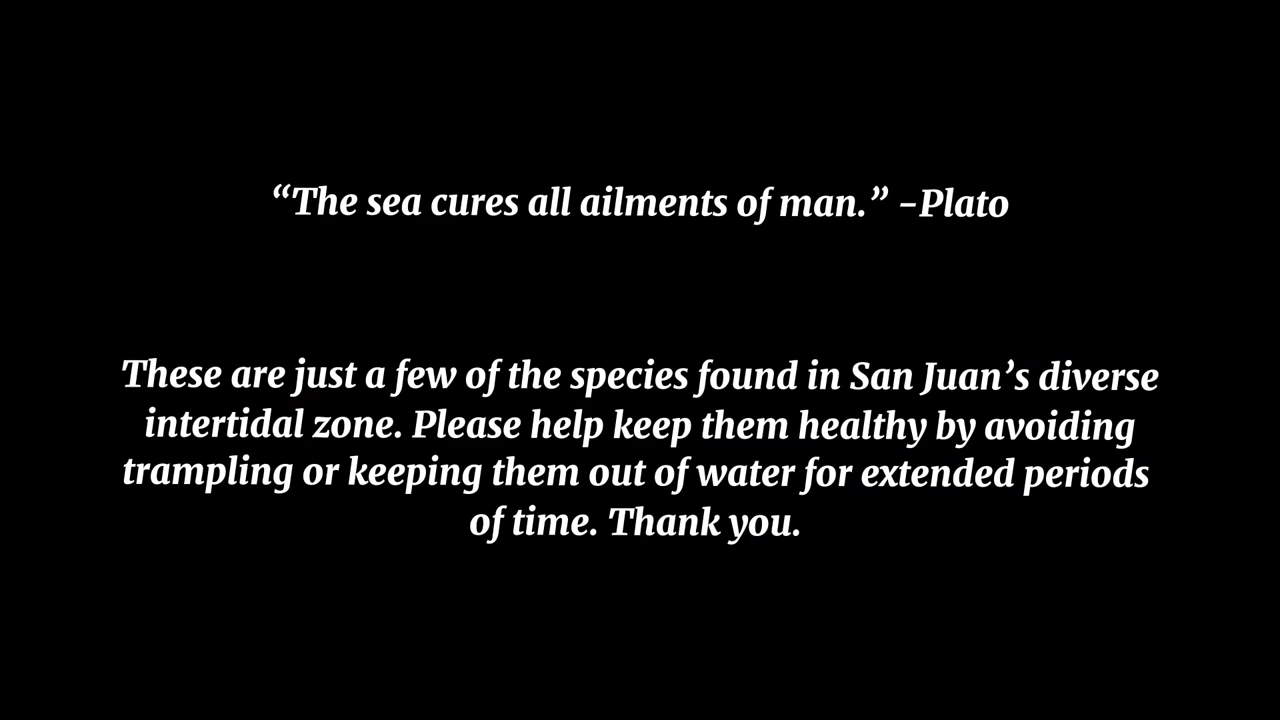 “The sea cures all ailments of man.” -Plato
These are just a few of the species found in San Juan’s diverse
intertidal zone. Please help keep them healthy by avoiding
trampling or keeping them out of water for extended periods
of time. Thank you.